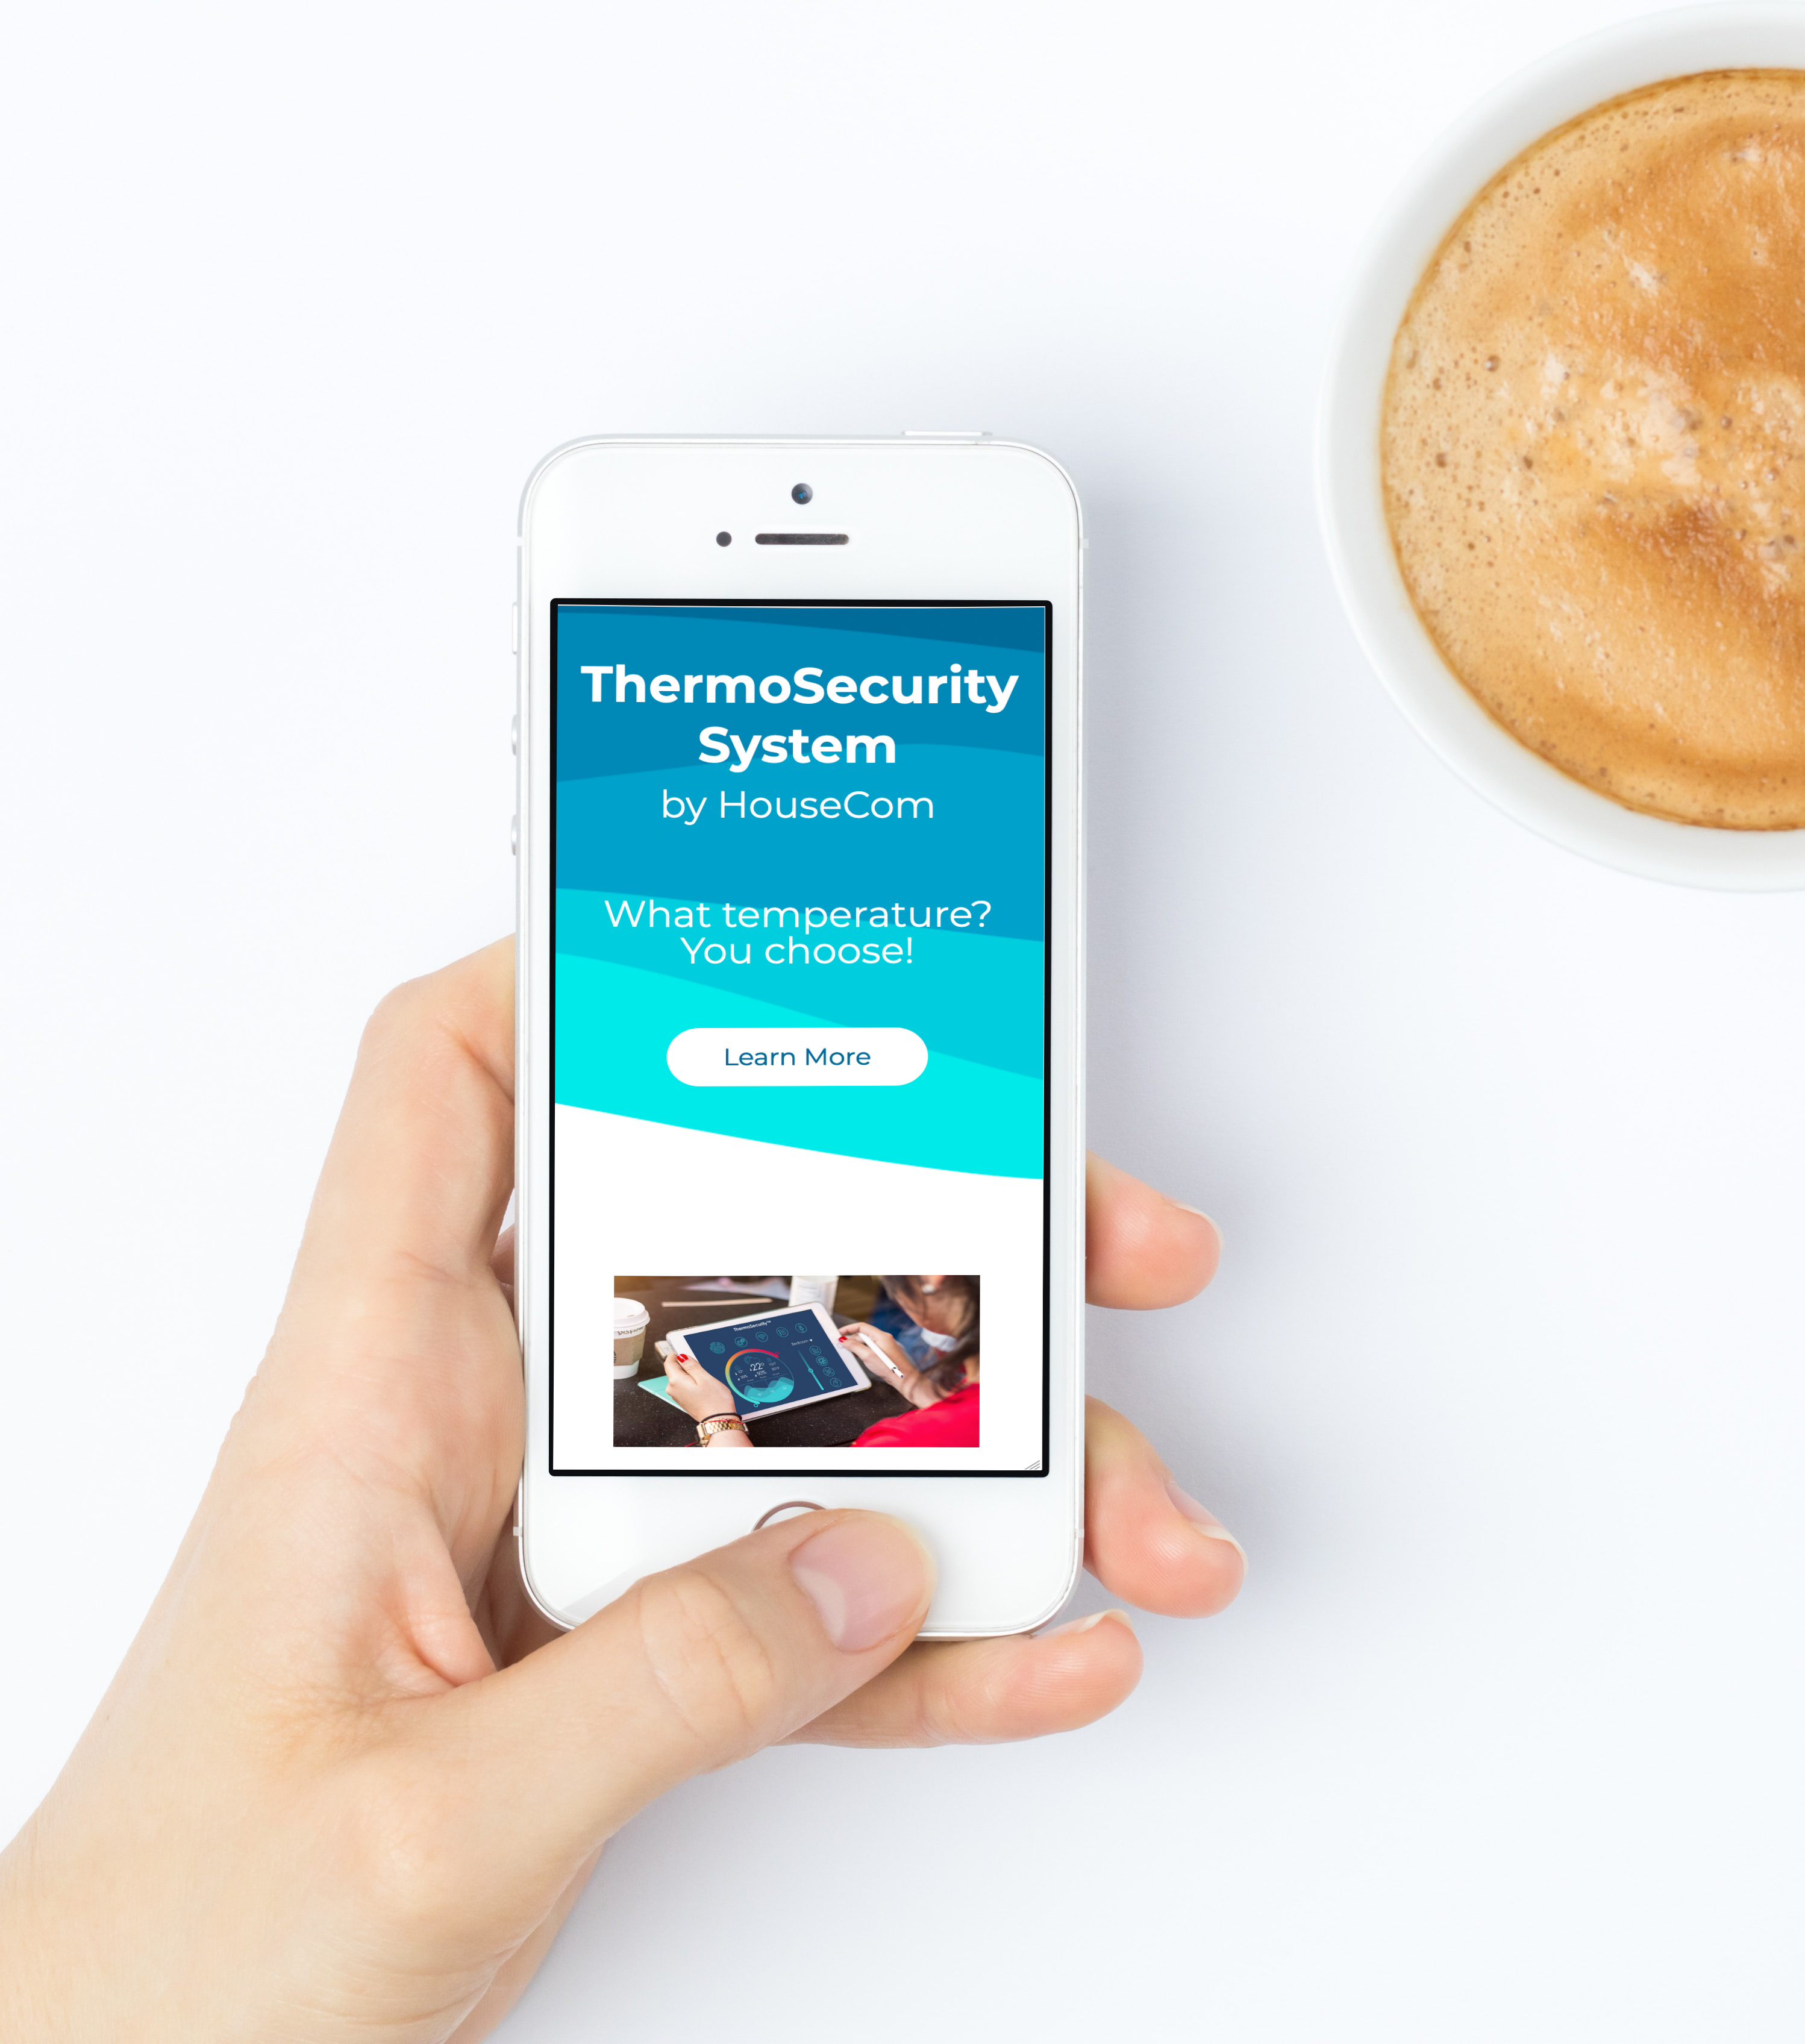 ThermoSecurity
System
by HouseCom
What temperature?
You choose!
Learn More